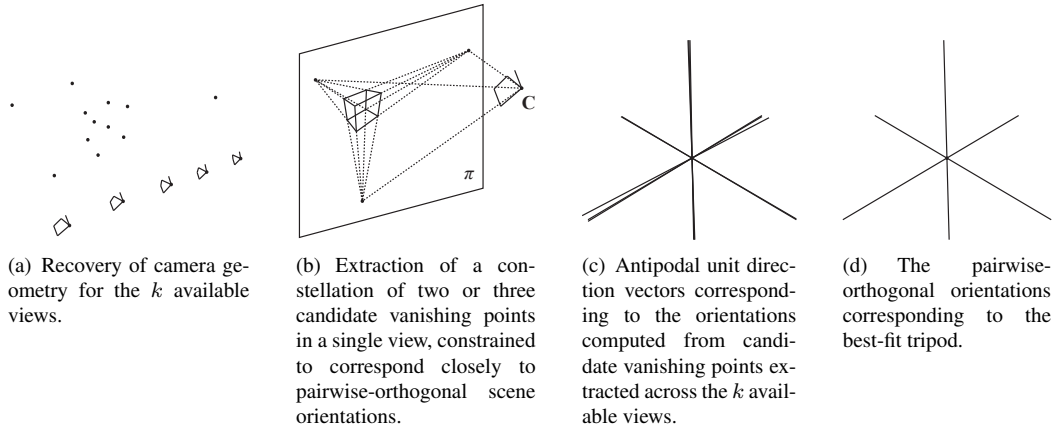 C
π
(a) Recovery of camera ge-
ometry for the k available
views.
(b) Extraction of a con-
stellation of two or three
candidate vanishing points
in a single view, constrained
to correspond closely to
pairwise-orthogonal scene
orientations.
(c) Antipodal unit direc-
tion vectors correspond-
ing to the orientations
computed from candi-
date vanishing points ex-
tracted across the k avail-
able views.
(d) The pairwise-
orthogonal orientations
corresponding to the
best-fit tripod.